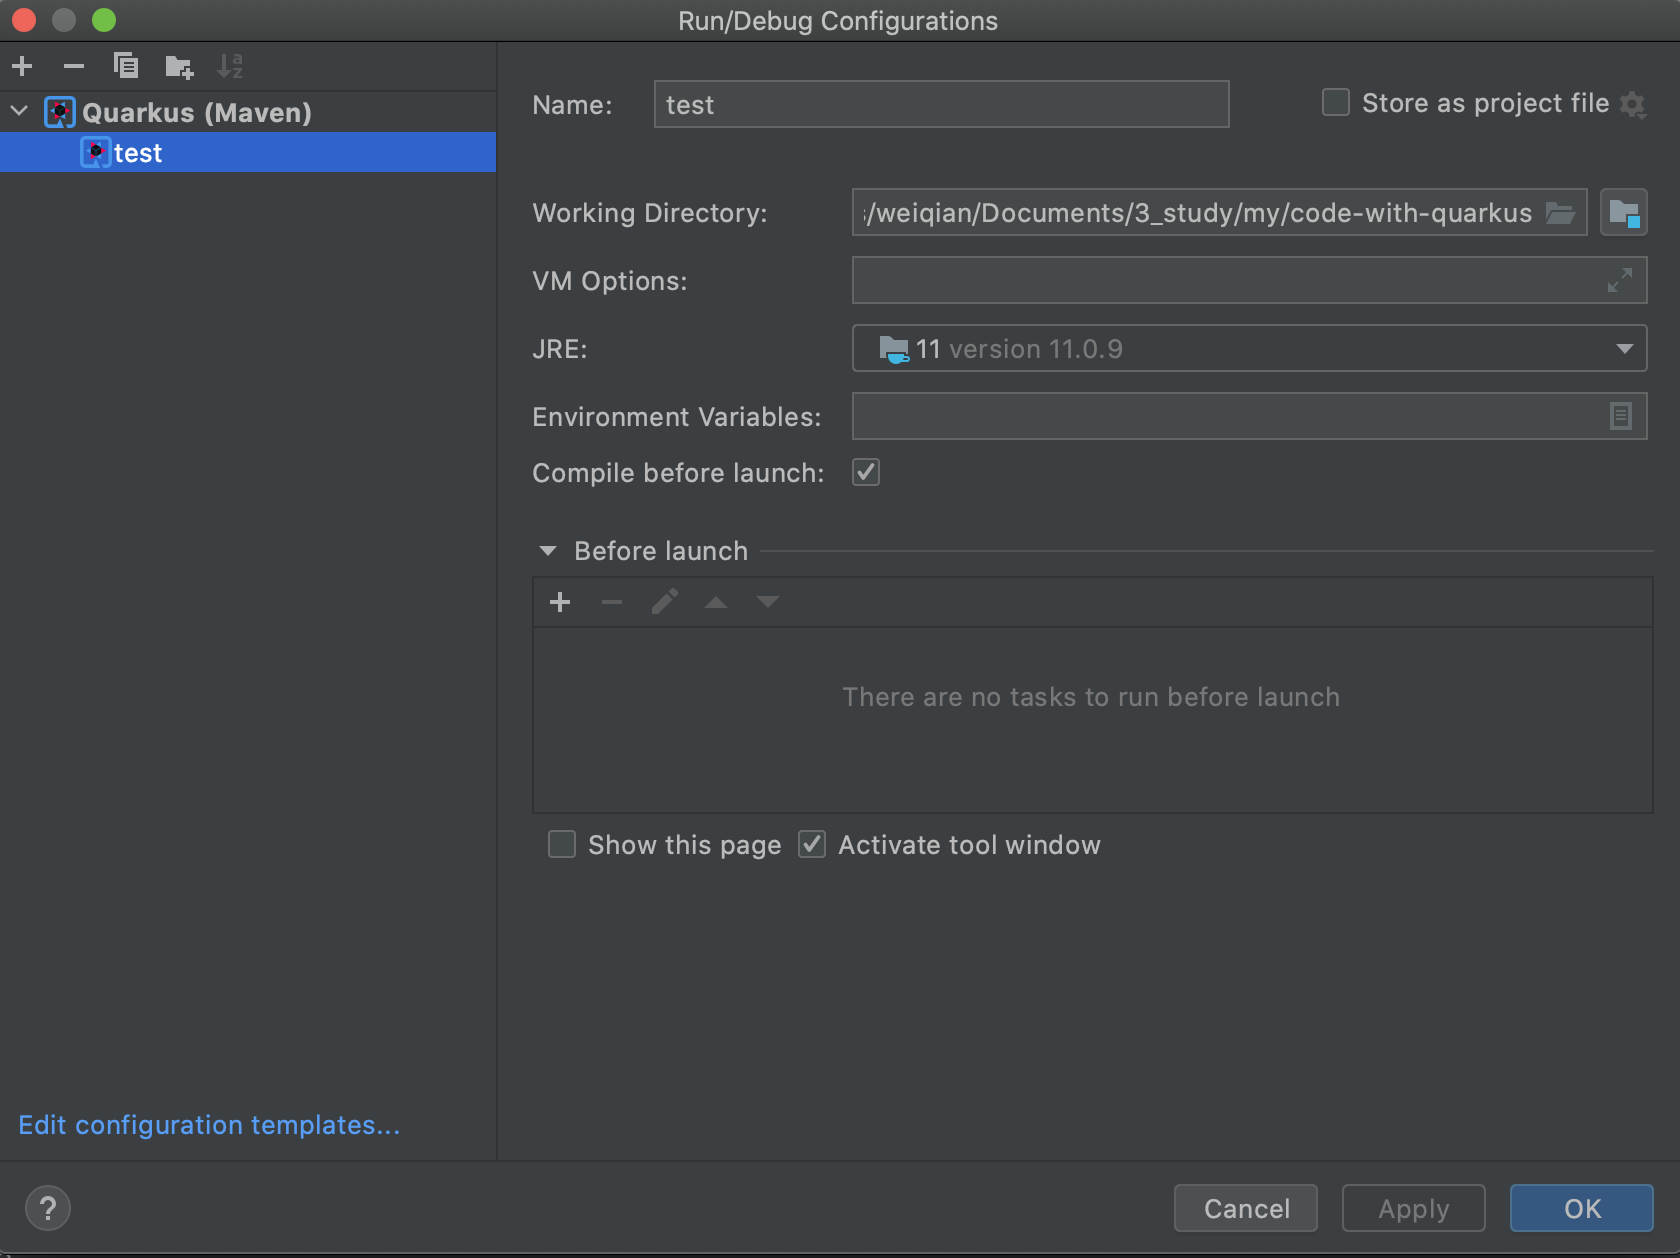 Run/Debug Configurations
Quarkus (Maven)
test
Name: test
Store as project file
Working Directory: /weiqian/Documents/3_study/my/code-with-quarkus
VM Options:
JRE: 11 version 11.0.9
Environment Variables:
Compile before launch:
Before launch
There are no tasks to run before launch
Show this page
Activate tool window
Edit configuration templates...
?
Cancel
Apply
OK